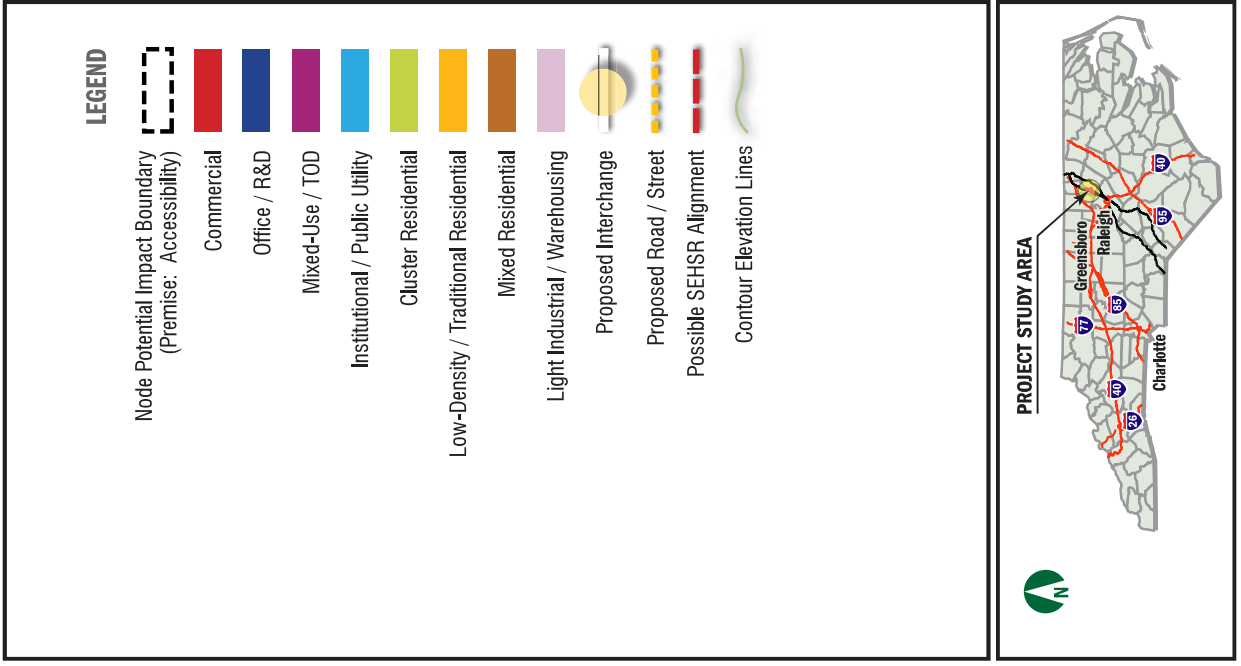 LEGEND
Node Potential Impact Boundary
(Premise: Accessibility)
Commercial
Office / R&D
Mixed-Use / TOD
Institutional / Public Utility
Cluster Residential
Low-Density / Traditional Residential
Mixed Residential
Light Industrial / Warehousing
Proposed Interchange
Proposed Road / Street
Possible SEHSR Alignment
Contour Elevation Lines
PROJECT STUDY AREA
Greensboro
Raleigh
Charlotte
40
95
85
77
40
26
N